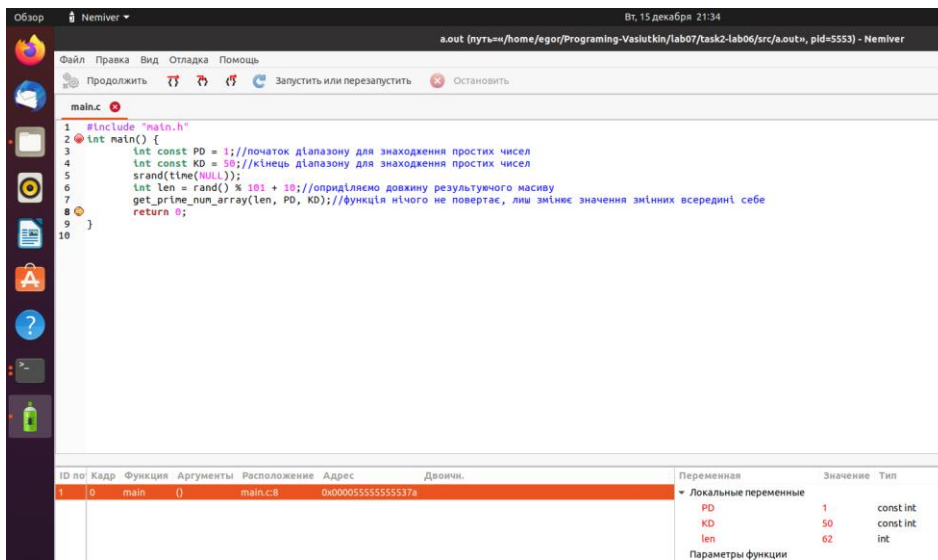 Обзор Nemiver Вт, 15 декабря 21:34
a.out (путь=«/home/egor/Programing-Vasiutkin/lab07/task2-lab06/src/a.out», pid=5553) - Nemiver
Файл Правка Вид Отладка Помощь
Продолжить Запустить или перезапустить Остановить
main.c
1 #include "main.h"
2 int main() {
3 int const PD = 1;//початок діапазону для знаходження простих чисел
4 int const KD = 50;//кінець діапазону для знаходження простих чисел
5 srand(time(NULL));
6 int len = rand() % 101 + 10;//оприділяємо довжину результуючого масиву
7 get_prime_num_array(len, PD, KD);//функція нічого не повертає, лиш змінює значення змінних всередині себе
8 return 0;
9 }
10
ID по Кадр Функция Аргументы Расположение Адрес Двоичн.
1 0 main () main.c:8 0x000055555555537a
Переменная Значение Тип
Локальные переменные
PD 1 const int
KD 50 const int
len 62 int
Параметры функции